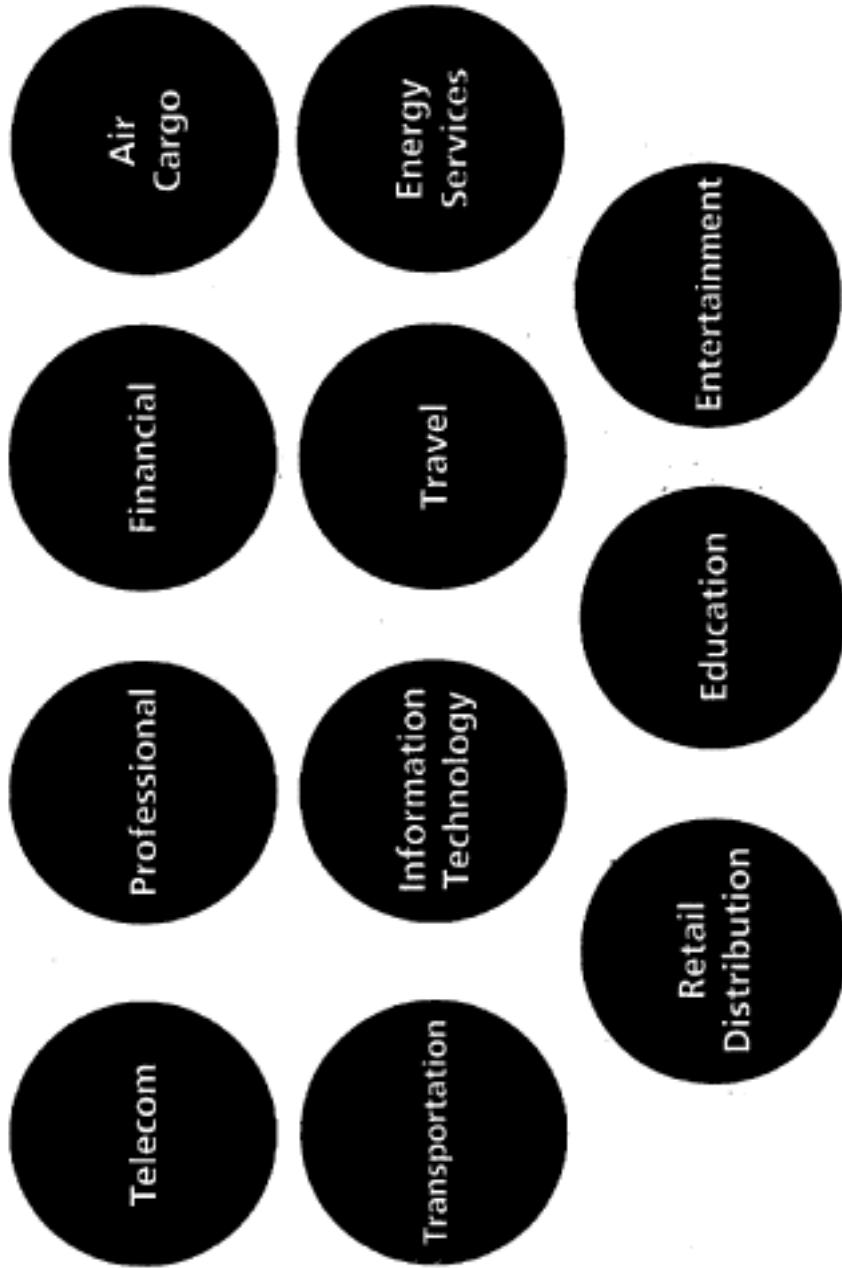 Telecom
Professional
Financial
Air
Cargo
Transportation
Information
Technology
Travel
Energy
Services
Retail
Distribution
Education
Entertainment